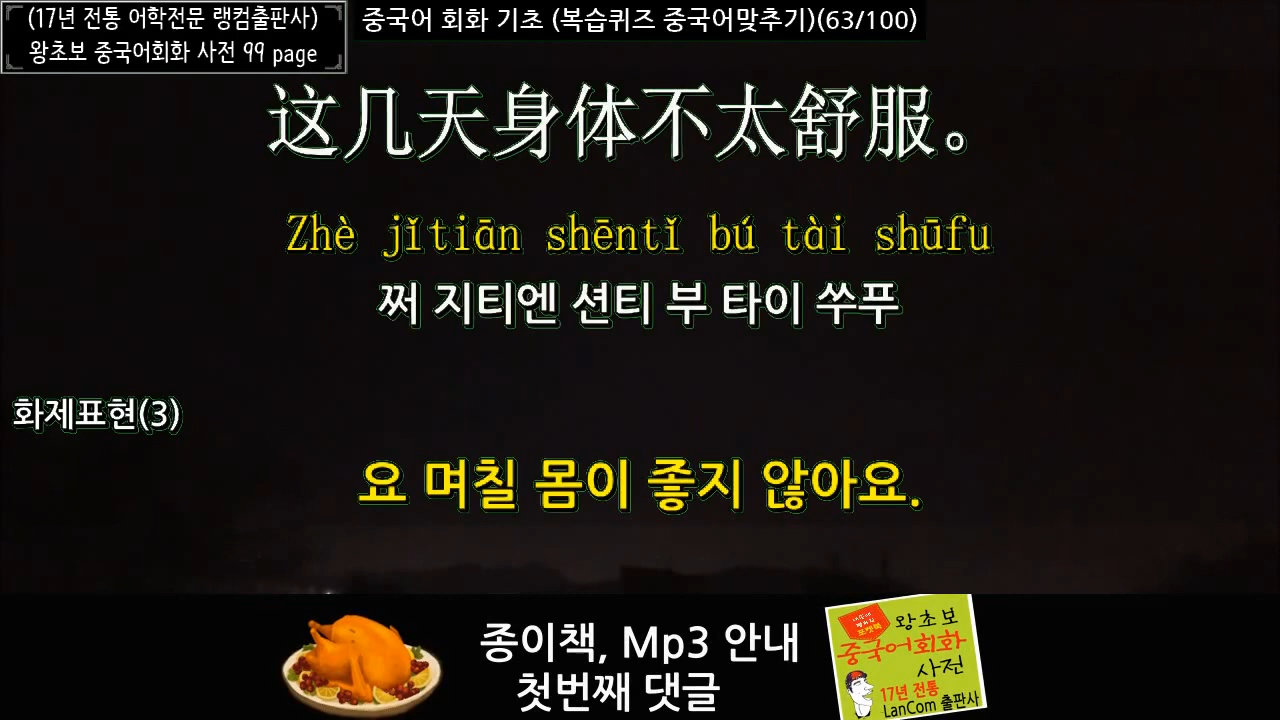 (17년 전통 어학전문 랭컴출판사)
왕초보 중국어회화 사전 99 page
중국어 회화 기초 (복습퀴즈 중국어맞추기)(63/100)
这几天身体不太舒服。
Zhè jǐtiān shēntǐ bú tài shūfu
쩌 지티엔 션티 부 타이 쑤푸
화제표현(3)
요 며칠 몸이 좋지 않아요.
종이책, Mp3 안내
첫번째 댓글
포켓북
왕초보
중국어회화
사전
17년 전통
LanCom 출판사